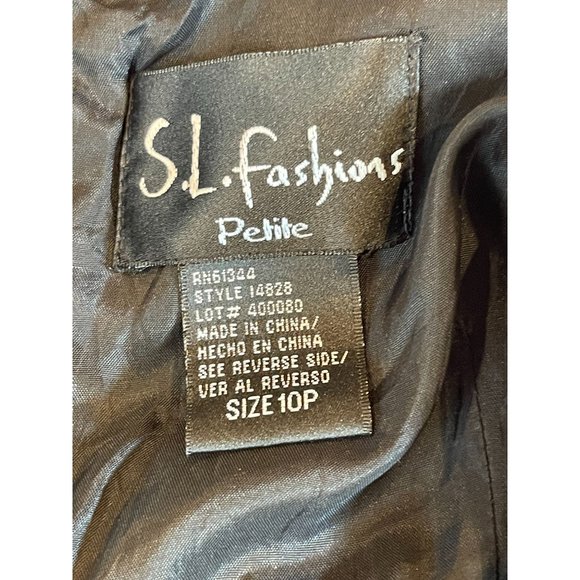 S.L. fashions
Petite
RN61344
STYLE 14828
LOT# 400080
MADE IN CHINA/
HECHO EN CHINA
SEE REVERSE SIDE/
VER AL REVERSO
SIZE 10P